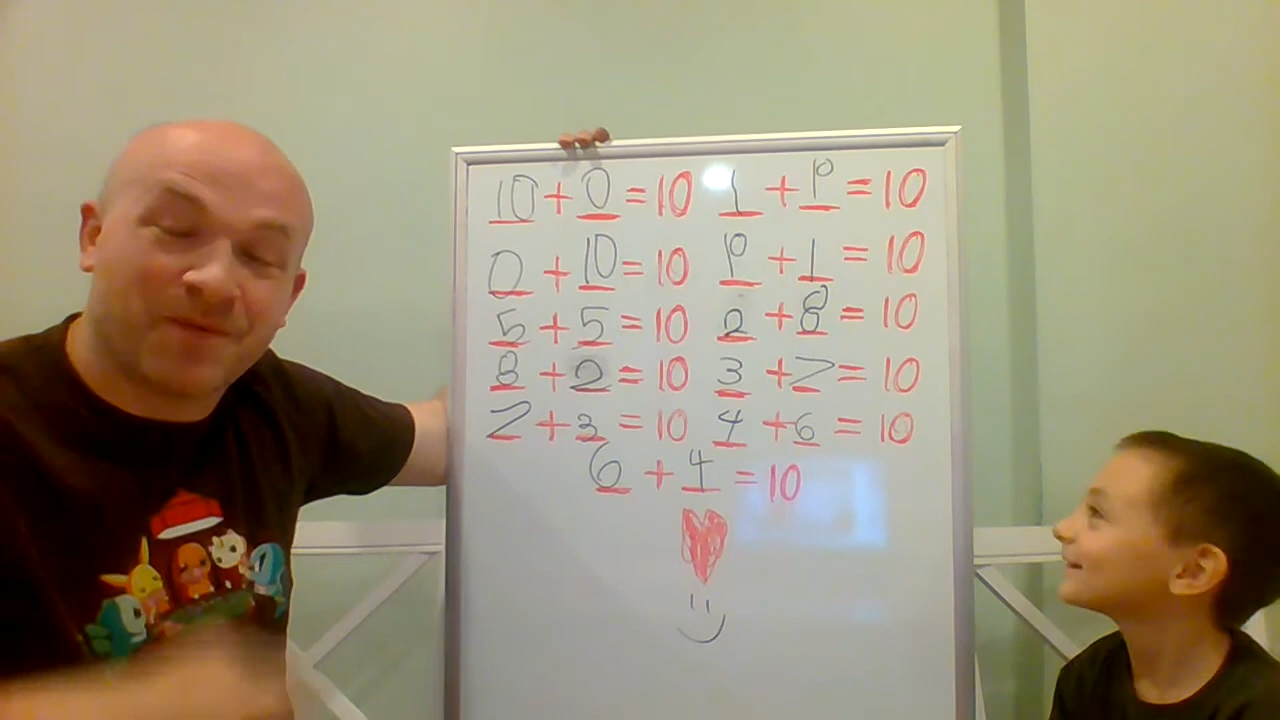 10 + 0 = 10 1 + 9 = 10
0 + 10 = 10 9 + 1 = 10
5 + 5 = 10 2 + 8 = 10
8 + 2 = 10 3 + 7 = 10
7 + 3 = 10 4 + 6 = 10
6 + 4 = 10